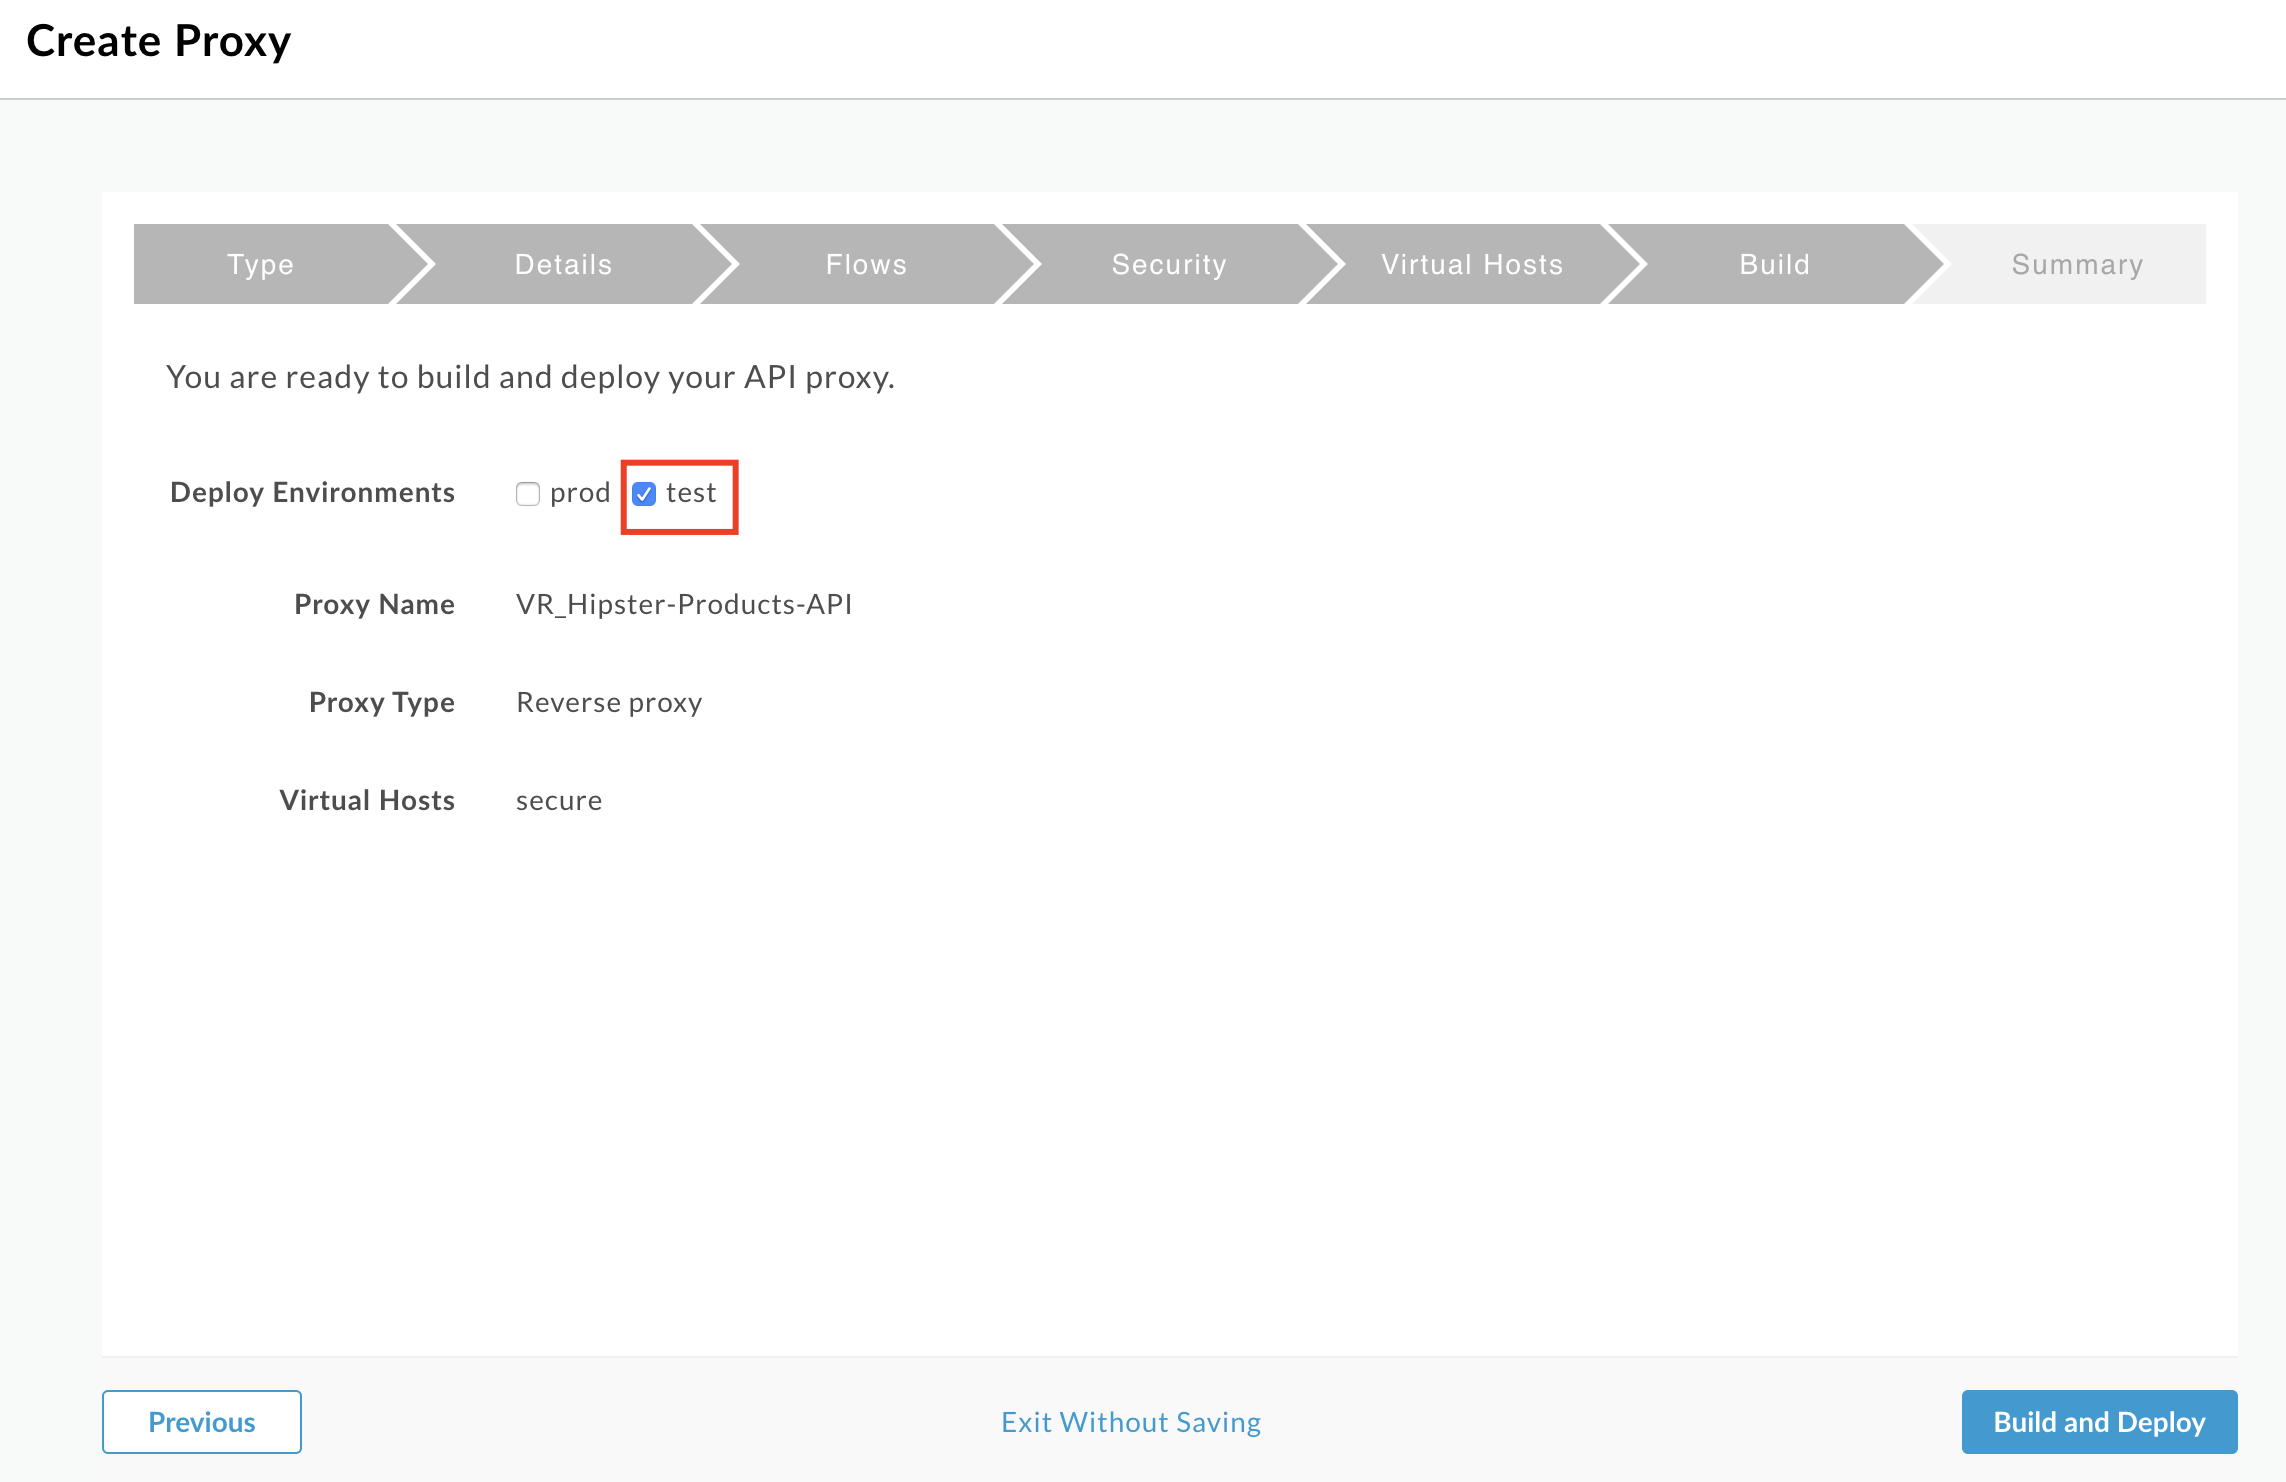 Create Proxy
Type Details Flows Security Virtual Hosts Build Summary
You are ready to build and deploy your API proxy.
Deploy Environments prod test
Proxy Name VR_Hipster-Products-API
Proxy Type Reverse proxy
Virtual Hosts secure
Previous Exit Without Saving Build and Deploy